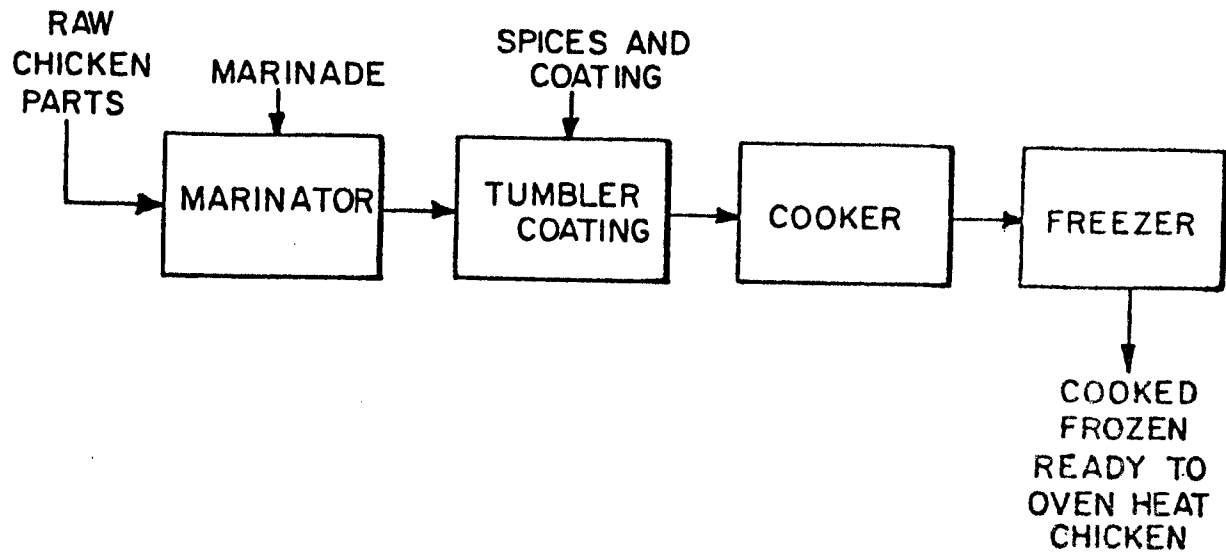 RAW
CHICKEN
PARTS
MARINADE
SPICES AND
COATING
MARINATOR
TUMBLER
COATING
COOKER
FREEZER
COOKED
FROZEN
READY TO
OVEN HEAT
CHICKEN